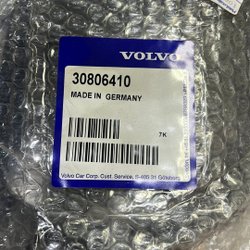 VOLVO
30806410
MADE IN GERMANY
7K
Volvo Car Corp. Cust. Service, S-405 31 Göteborg